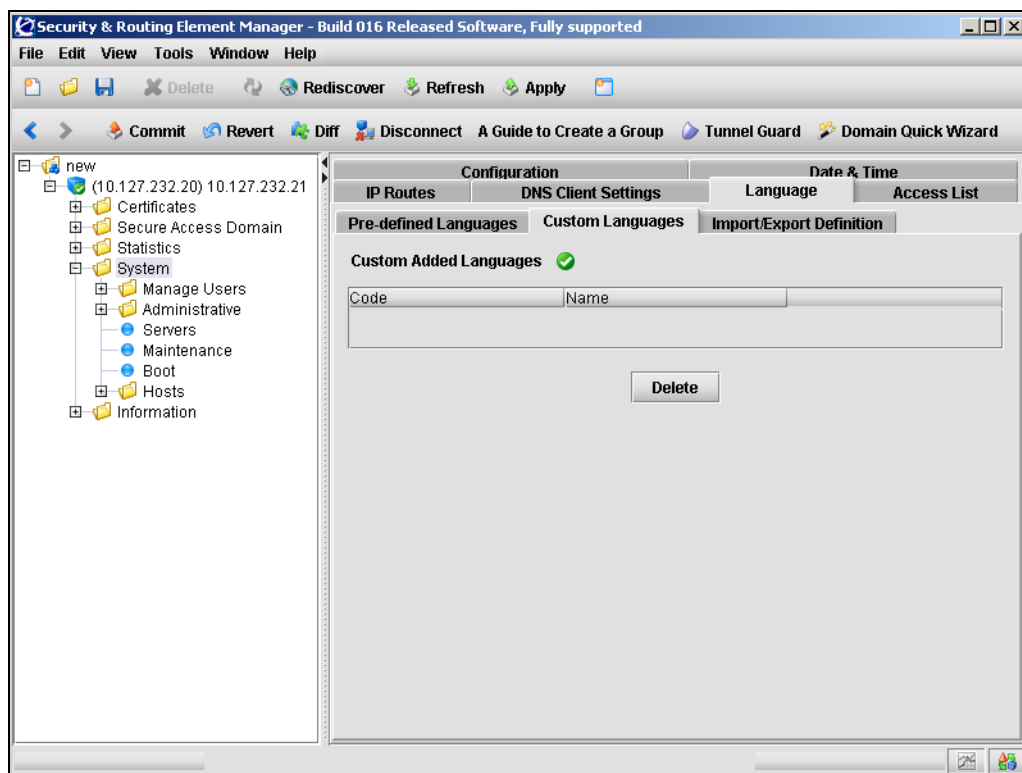 Security & Routing Element Manager - Build 016 Released Software, Fully supported
File Edit View Tools Window Help
Delete Rediscover Refresh Apply
Commit Revert Diff Disconnect A Guide to Create a Group Tunnel Guard Domain Quick Wizard
new
(10.127.232.20) 10.127.232.21
Certificates
Secure Access Domain
Statistics
System
Manage Users
Administrative
Servers
Maintenance
Boot
Hosts
Information
Configuration Date & Time
IP Routes DNS Client Settings Language Access List
Pre-defined Languages Custom Languages Import/Export Definition
Custom Added Languages
Code Name
Delete